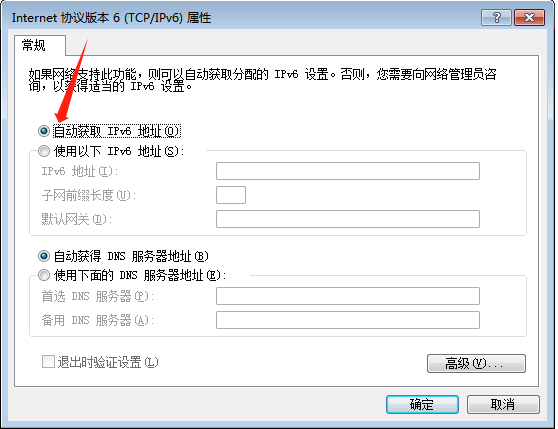 Internet 协议版本 6 (TCP/IPv6) 属性
常规
如果网络支持此功能，则可以自动获取分配的 IPv6 设置。否则，您需要向网络管理员咨
询，以获得适当的 IPv6 设置。
自动获取 IPv6 地址(O)
使用以下 IPv6 地址(S):
IPv6 地址(I):
子网前缀长度(U):
默认网关(D):
自动获得 DNS 服务器地址(B)
使用下面的 DNS 服务器地址(E):
首选 DNS 服务器(P):
备用 DNS 服务器(A):
退出时验证设置(L)
高级(V)...
确定
取消